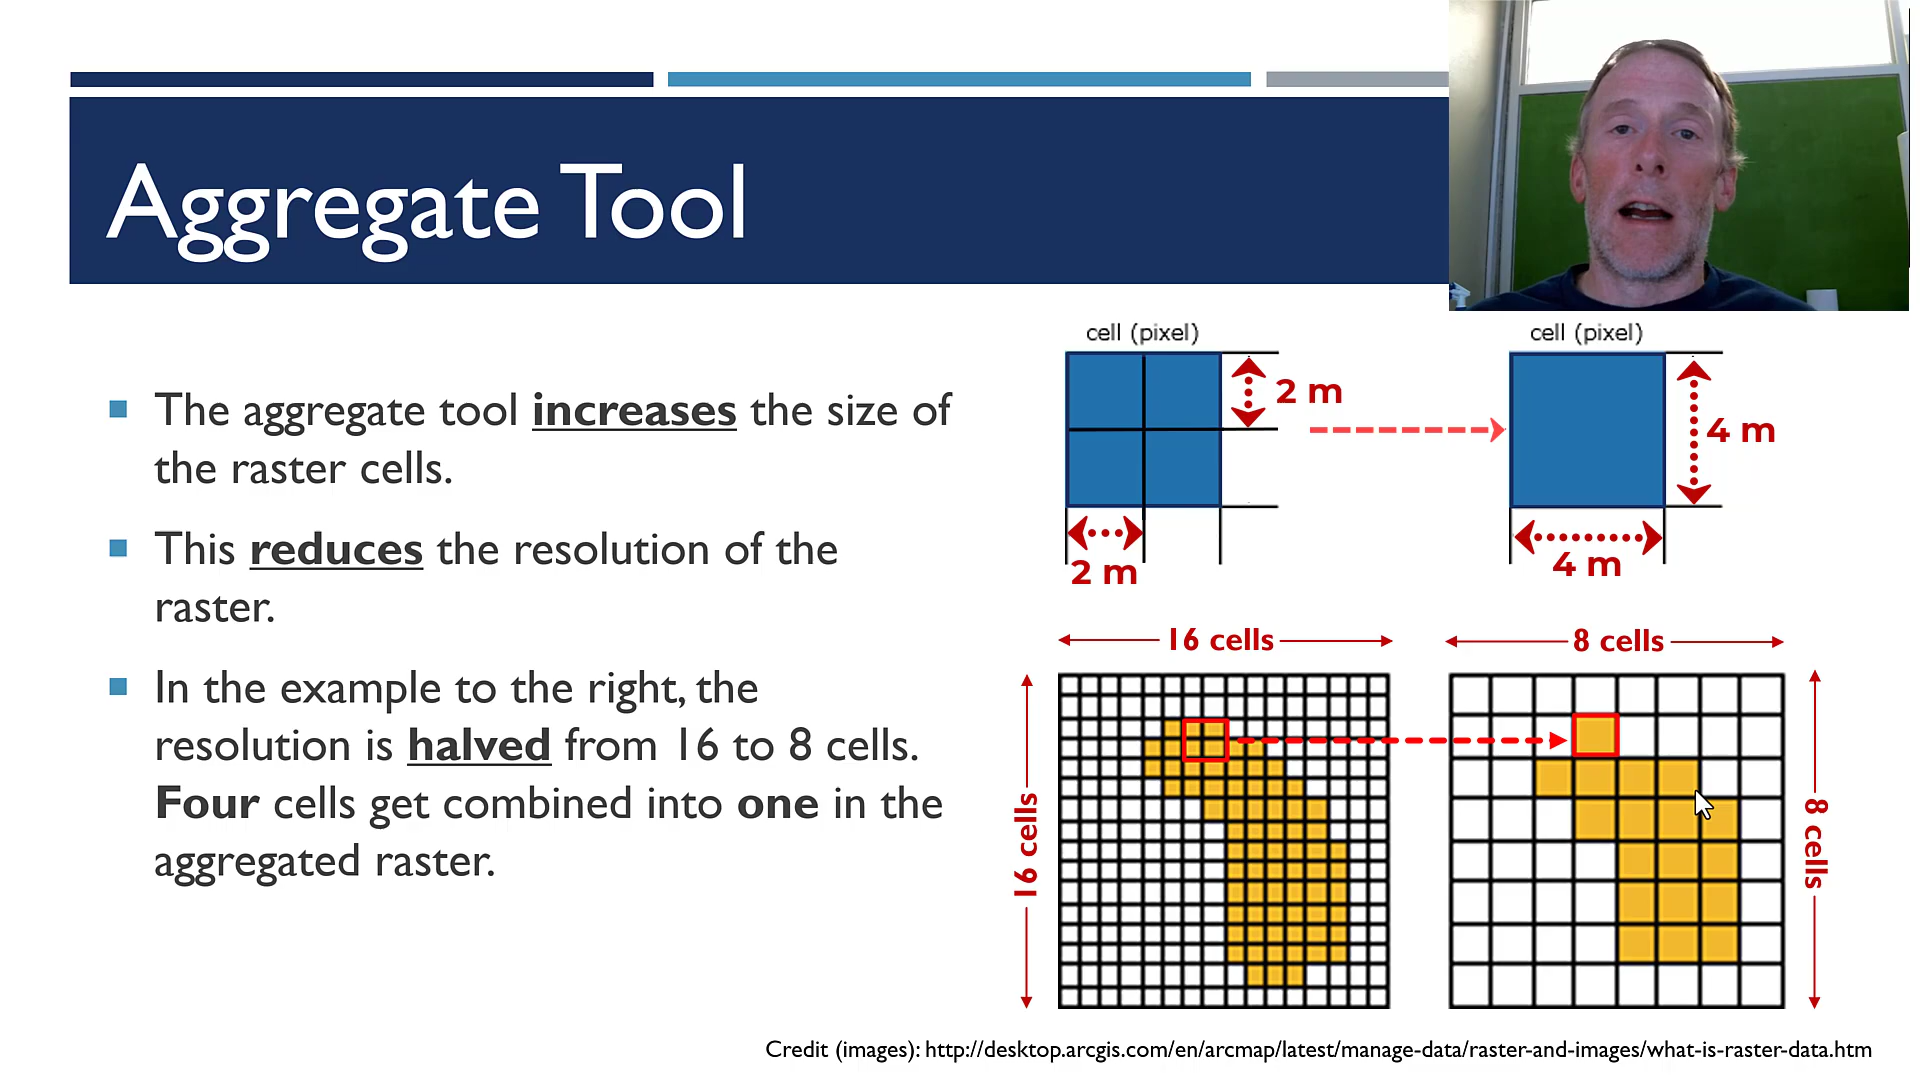 Aggregate Tool
The aggregate tool increases the size of
the raster cells.
This reduces the resolution of the
raster.
In the example to the right, the
resolution is halved from 16 to 8 cells.
Four cells get combined into one in the
aggregated raster.
cell (pixel)
2 m
2 m
cell (pixel)
4 m
4 m
16 cells
16 cells
8 cells
8 cells
Credit (images): http://desktop.arcgis.com/en/arcmap/latest/manage-data/raster-and-images/what-is-raster-data.htm